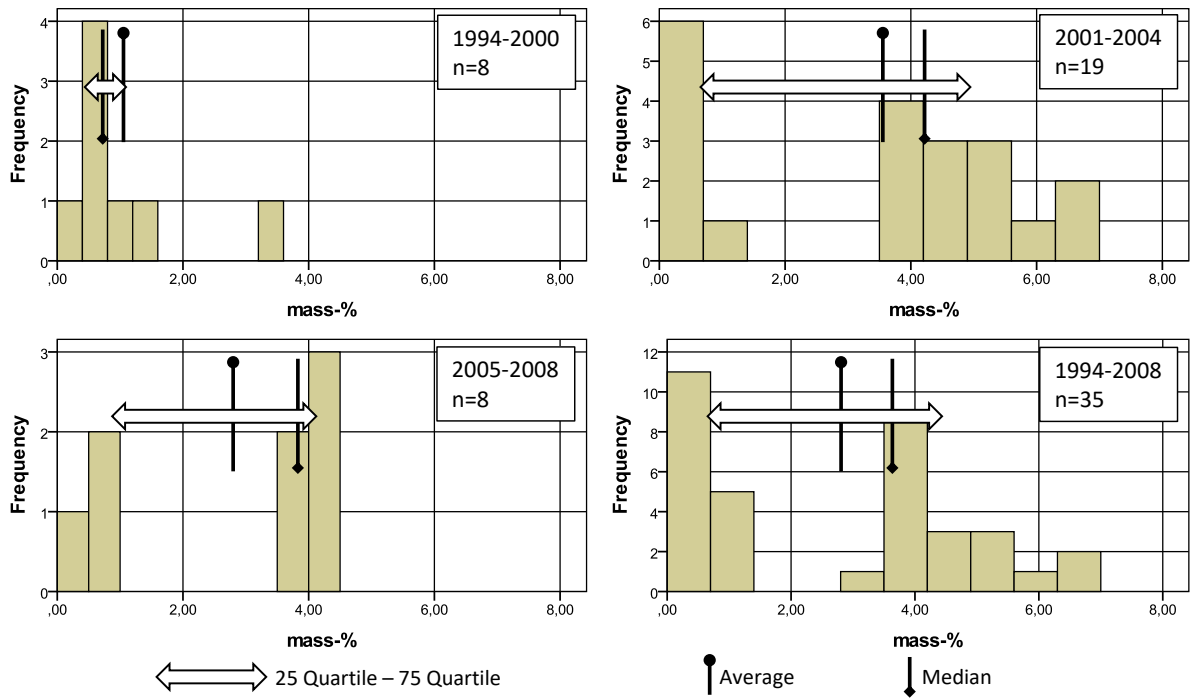 1994-2000
n=8
Frequency
4
3
2
1
0
,00 2,00 4,00 6,00 8,00
mass-%
2001-2004
n=19
Frequency
6
5
4
3
2
1
0
,00 2,00 4,00 6,00 8,00
mass-%
2005-2008
n=8
Frequency
3
2
1
0
,00 2,00 4,00 6,00 8,00
mass-%
1994-2008
n=35
Frequency
12
10
8
6
4
2
0
,00 2,00 4,00 6,00 8,00
mass-%
25 Quartile – 75 Quartile
Average
Median